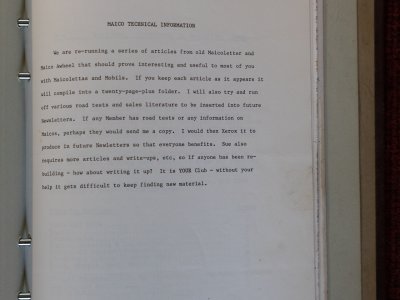 MAICO TECHNICAL INFORMATION
We are re-running a series of articles from old Maicoletter and
Maico Awheel that should prove interesting and useful to most of you
with Maicolettas and Mobils. If you keep each article as it appears it
will compile into a twenty-page-plus folder. I will also try and run
off various road tests and sales literature to be inserted into future
Newsletters. If any Member has road tests or any information on
Maicos, perhaps they would send me a copy. I would then Xerox it to
produce in future Newsletters so that everyone benefits. Sue also
requires more articles and write-ups, etc, so if anyone has been re-
building - how about writing it up? It is YOUR Club - without your
help it gets difficult to keep finding new material.